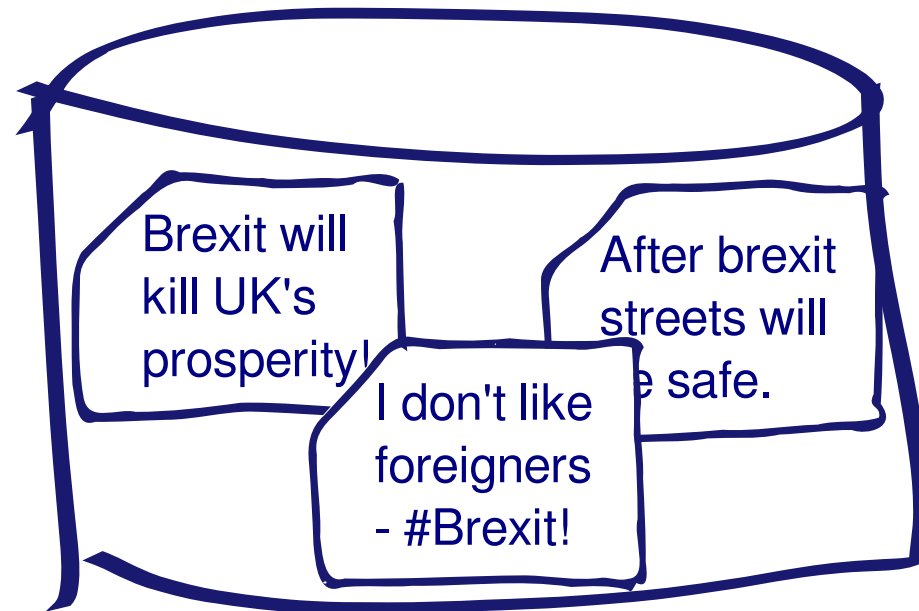 Brexit will
kill UK's
prosperity!
After brexit
streets will
e safe.
I don't like
foreigners
- #Brexit!